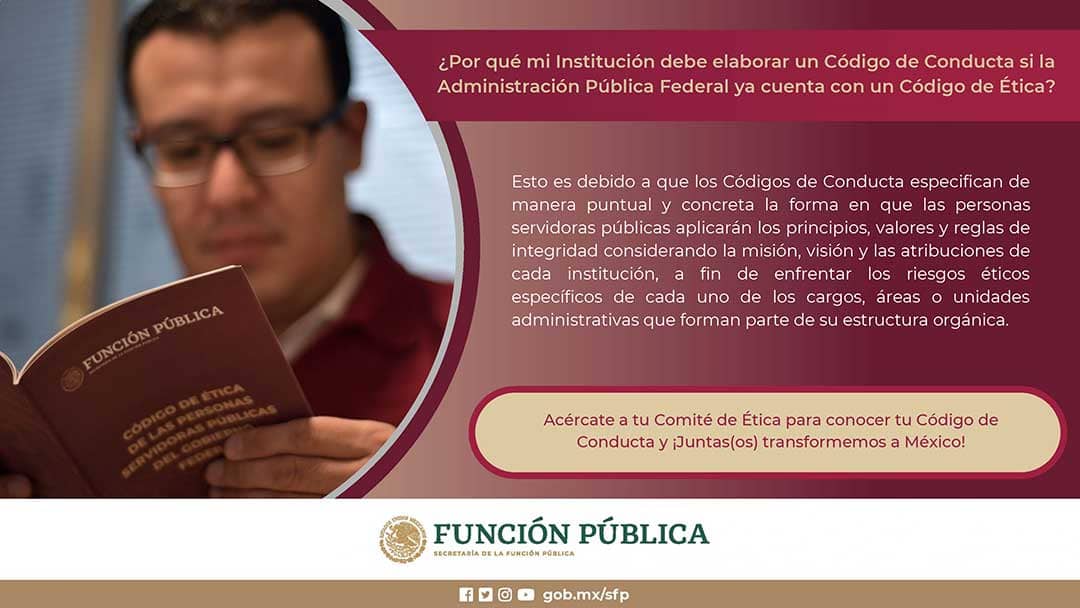 ¿Por qué mi Institución debe elaborar un Código de Conducta si la
Administración Pública Federal ya cuenta con un Código de Ética?
Esto es debido a que los Códigos de Conducta especifican de
manera puntual y concreta la forma en que las personas
servidoras públicas aplicarán los principios, valores y reglas de
integridad considerando la misión, visión y las atribuciones de
cada institución, a fin de enfrentar los riesgos éticos
específicos de cada uno de los cargos, áreas o unidades
administrativas que forman parte de su estructura orgánica.
Acércate a tu Comité de Ética para conocer tu Código de
Conducta y ¡Juntas(os) transformemos a México!
FUNCIÓN PÚBLICA
SECRETARÍA DE LA FUNCIÓN PÚBLICA
CÓDIGO DE ÉTICA
DE LAS PERSONAS
SERVIDORAS PÚBLICAS
DEL GOBIERNO
FEDERAL
FUNCIÓN PÚBLICA
SECRETARÍA DE LA FUNCIÓN PÚBLICA
gob.mx/sfp